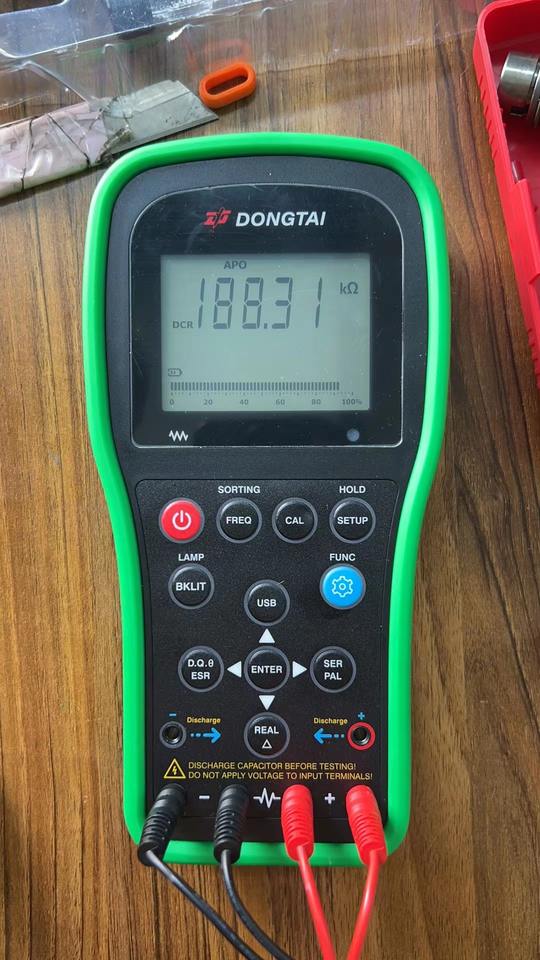 DONGTAI
APO
DCR 188.31 kΩ
0 20 40 60 80 100%
SORTING HOLD
FREQ CAL SETUP
LAMP FUNC
BKLIT
USB
D.Q.θ
ESR
ENTER
SER
PAL
− Discharge
REAL
△
Discharge +
DISCHARGE CAPACITOR BEFORE TESTING!
DO NOT APPLY VOLTAGE TO INPUT TERMINALS!
− +